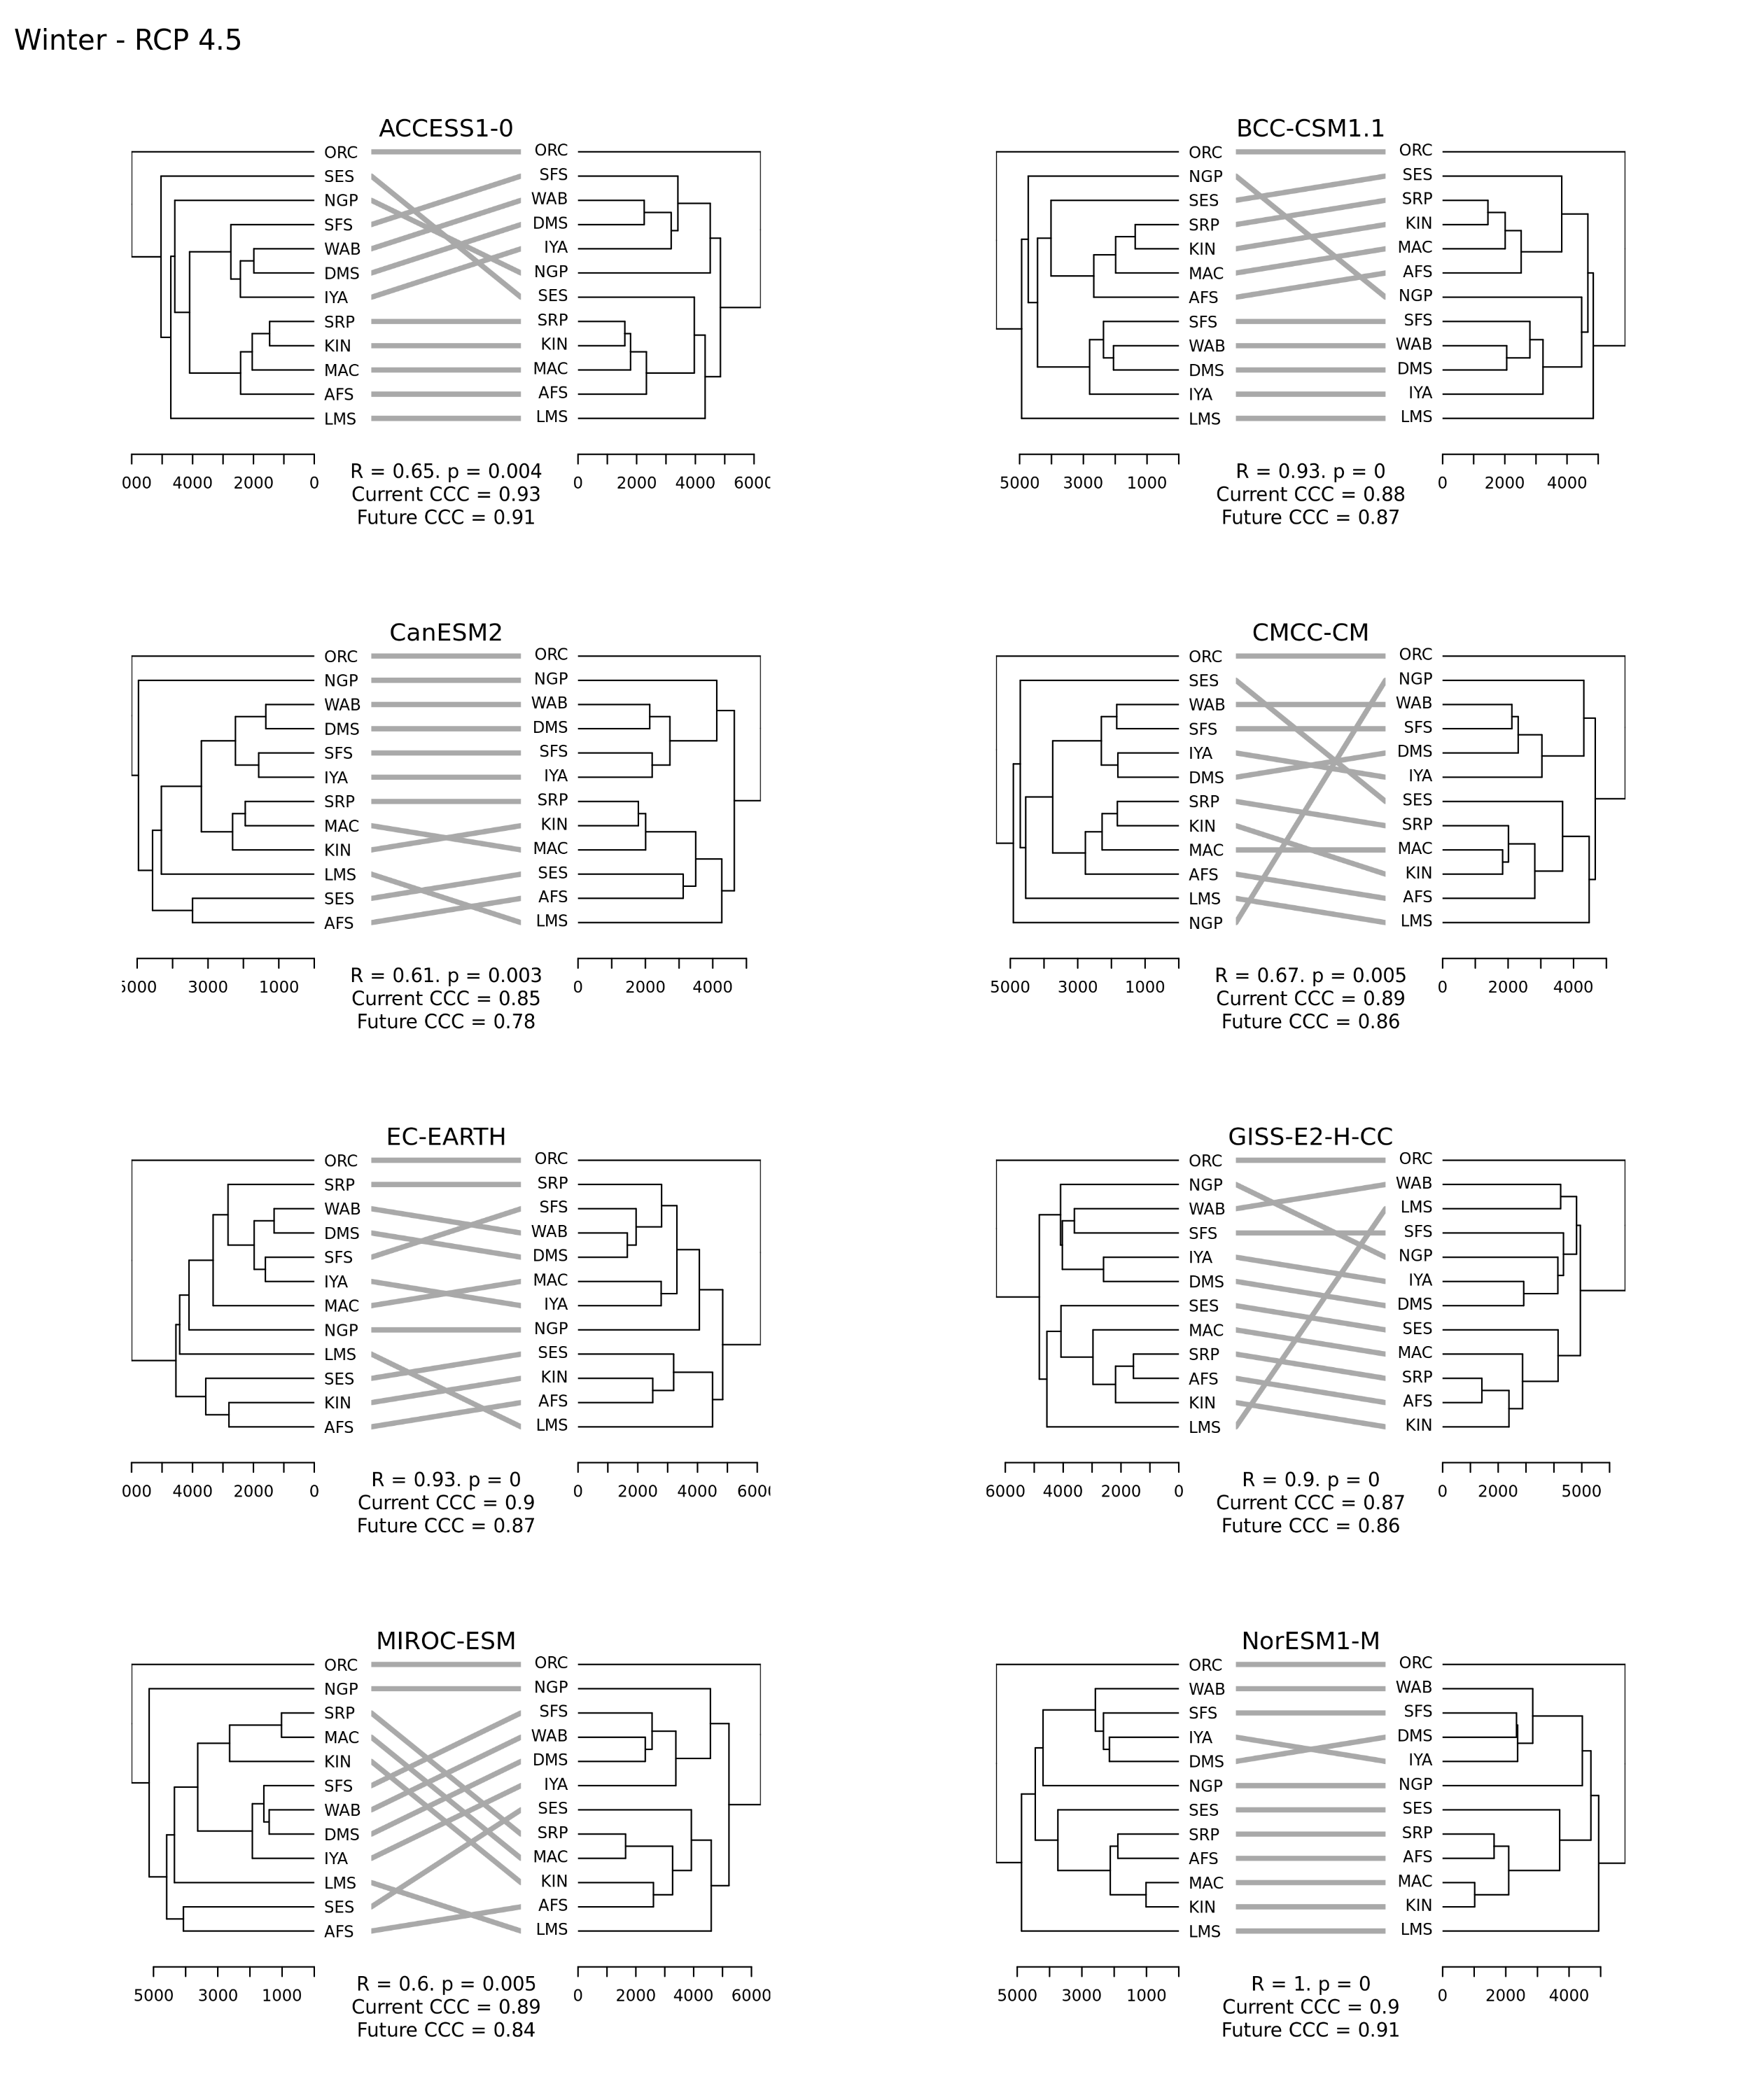 Winter - RCP 4.5
ACCESS1-0
ORC ORC
SES SFS
NGP WAB
SFS DMS
WAB IYA
DMS NGP
IYA SES
SRP SRP
KIN KIN
MAC MAC
AFS AFS
LMS LMS
000 4000 2000 0 0 2000 4000 6000
R = 0.65. p = 0.004
Current CCC = 0.93
Future CCC = 0.91
BCC-CSM1.1
ORC ORC
NGP SES
SES SRP
SRP KIN
KIN MAC
MAC AFS
AFS NGP
SFS SFS
WAB WAB
DMS DMS
IYA IYA
LMS LMS
5000 3000 1000 0 2000 4000
R = 0.93. p = 0
Current CCC = 0.88
Future CCC = 0.87
CanESM2
ORC ORC
NGP NGP
WAB WAB
DMS DMS
SFS SFS
IYA IYA
SRP SRP
MAC KIN
KIN MAC
LMS SES
SES AFS
AFS LMS
5000 3000 1000 0 2000 4000
R = 0.61. p = 0.003
Current CCC = 0.85
Future CCC = 0.78
CMCC-CM
ORC ORC
SES NGP
WAB WAB
SFS SFS
IYA DMS
DMS IYA
SRP SES
KIN SRP
MAC MAC
AFS KIN
LMS AFS
NGP LMS
5000 3000 1000 0 2000 4000
R = 0.67. p = 0.005
Current CCC = 0.89
Future CCC = 0.86
EC-EARTH
ORC ORC
SRP SRP
WAB SFS
DMS WAB
SFS DMS
IYA MAC
MAC IYA
NGP NGP
LMS SES
SES KIN
KIN AFS
AFS LMS
000 4000 2000 0 0 2000 4000 6000
R = 0.93. p = 0
Current CCC = 0.9
Future CCC = 0.87
GISS-E2-H-CC
ORC ORC
NGP WAB
WAB LMS
SFS SFS
IYA NGP
DMS IYA
SES DMS
MAC SES
SRP MAC
AFS SRP
KIN AFS
LMS KIN
6000 4000 2000 0 0 2000 5000
R = 0.9. p = 0
Current CCC = 0.87
Future CCC = 0.86
MIROC-ESM
ORC ORC
NGP NGP
SRP SFS
MAC WAB
KIN DMS
SFS IYA
WAB SES
DMS SRP
IYA MAC
LMS KIN
SES AFS
AFS LMS
5000 3000 1000 0 2000 4000 6000
R = 0.6. p = 0.005
Current CCC = 0.89
Future CCC = 0.84
NorESM1-M
ORC ORC
WAB WAB
SFS SFS
IYA DMS
DMS IYA
NGP NGP
SES SES
SRP SRP
AFS AFS
MAC MAC
KIN KIN
LMS LMS
5000 3000 1000 0 2000 4000
R = 1. p = 0
Current CCC = 0.9
Future CCC = 0.91